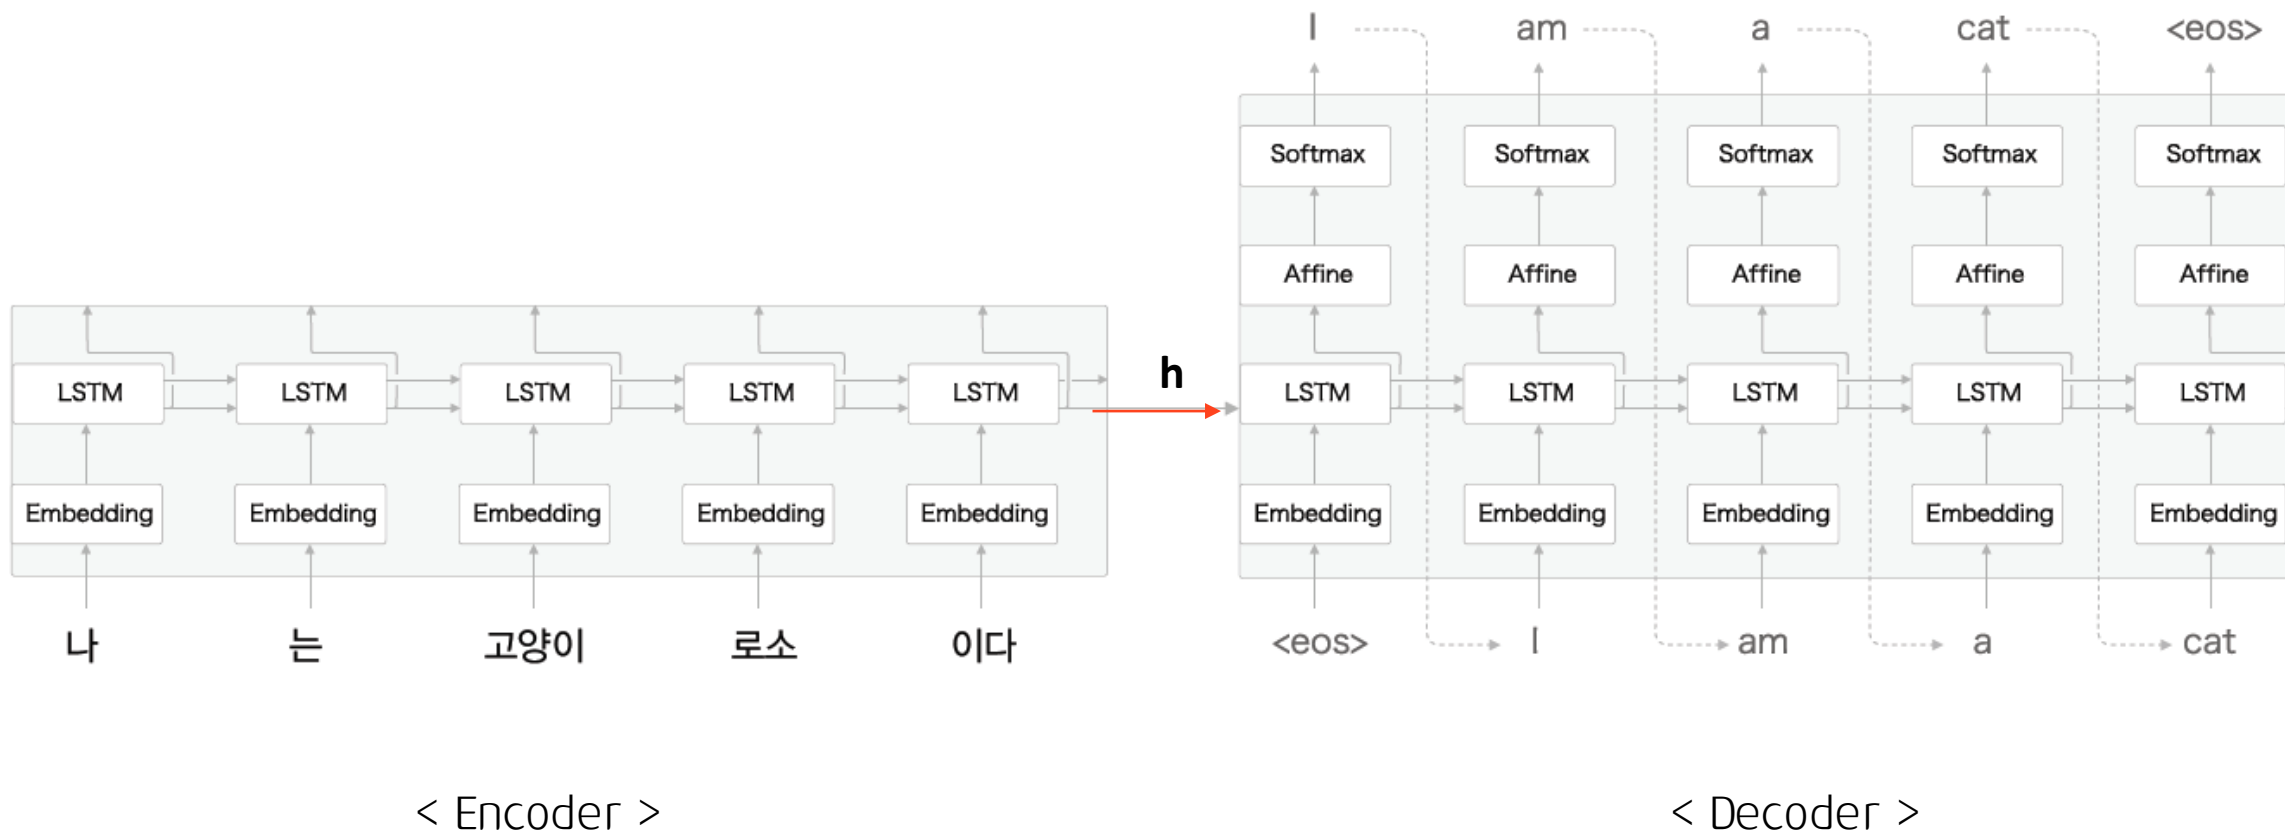 I am a cat <eos>
Softmax Softmax Softmax Softmax Softmax
Affine Affine Affine Affine Affine
h
LSTM LSTM LSTM LSTM LSTM LSTM LSTM LSTM LSTM LSTM
Embedding Embedding Embedding Embedding Embedding Embedding Embedding Embedding Embedding Embedding
나 는 고양이 로소 이다 <eos> I am a cat
< Encoder > < Decoder >